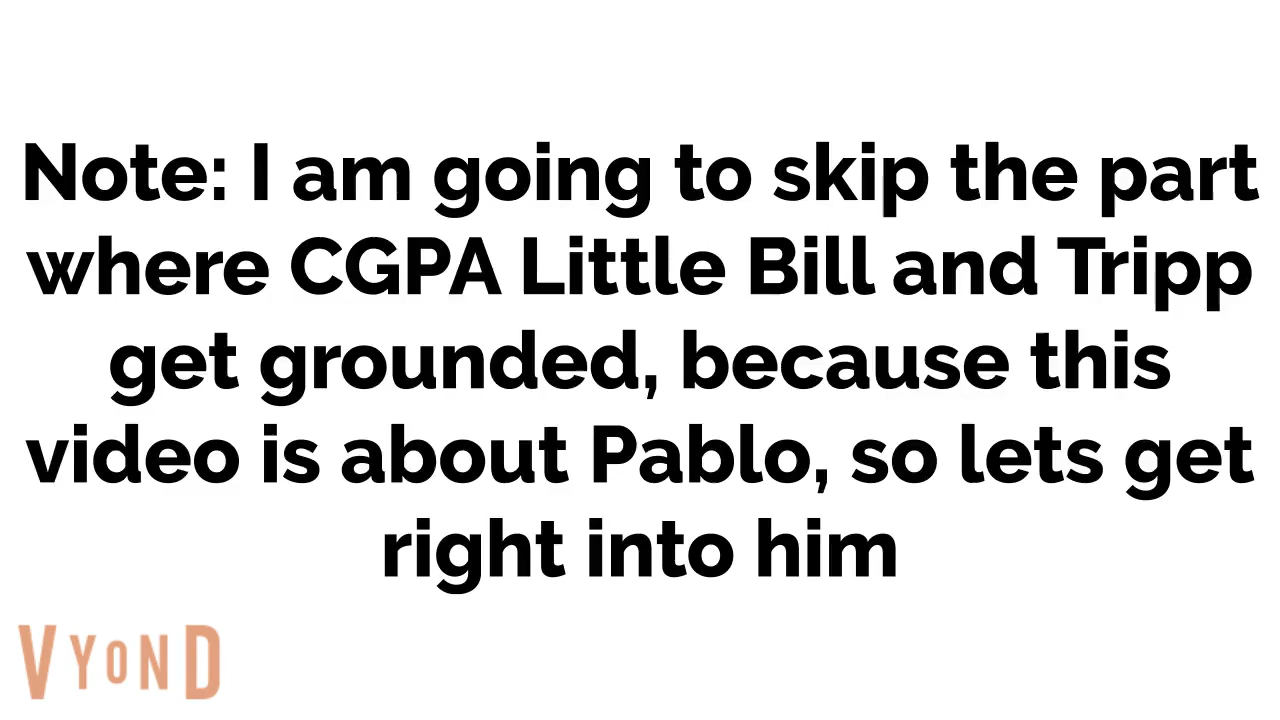 Note: I am going to skip the part
where CGPA Little Bill and Tripp
get grounded, because this
video is about Pablo, so lets get
right into him
VYOND